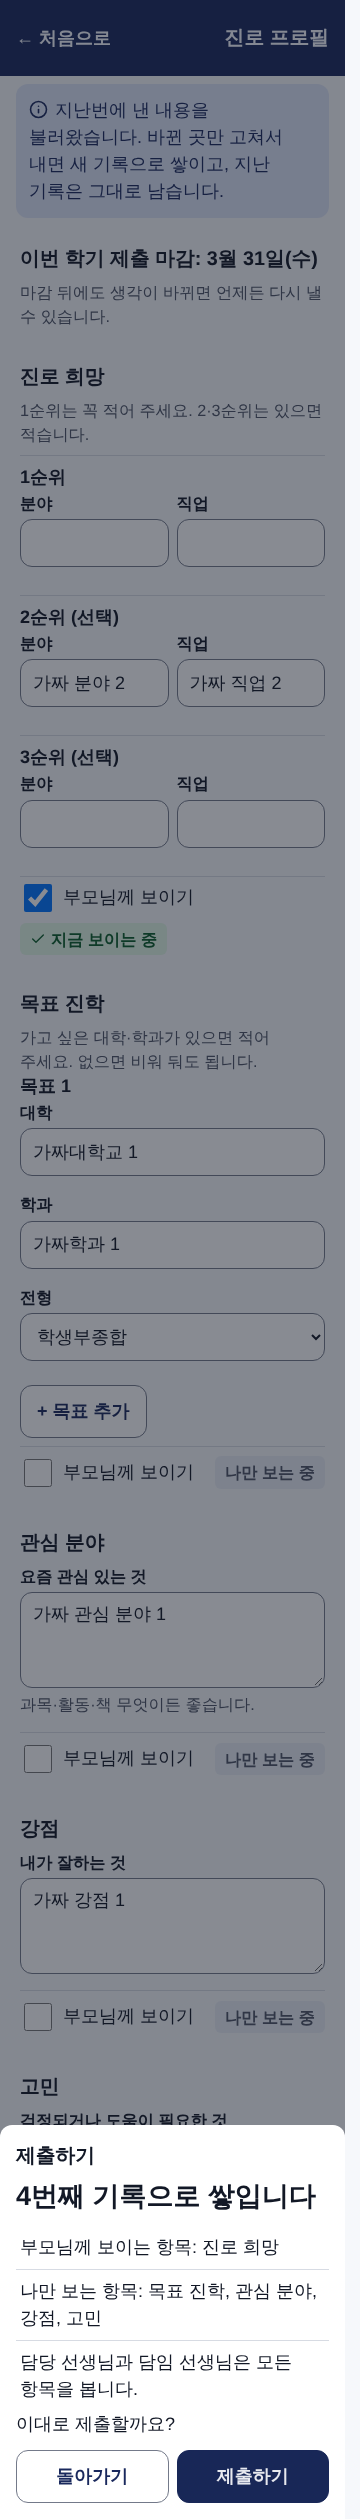 ← 처음으로
진로 프로필
지난번에 낸 내용을
불러왔습니다. 바뀐 곳만 고쳐서
내면 새 기록으로 쌓이고, 지난
기록은 그대로 남습니다.
이번 학기 제출 마감: 3월 31일(수)
마감 뒤에도 생각이 바뀌면 언제든 다시 낼
수 있습니다.
진로 희망
1순위는 꼭 적어 주세요. 2·3순위는 있으면
적습니다.
1순위
분야 직업
2순위 (선택)
분야 직업
가짜 분야 2 가짜 직업 2
3순위 (선택)
분야 직업
부모님께 보이기
지금 보이는 중
목표 진학
가고 싶은 대학·학과가 있으면 적어
주세요. 없으면 비워 둬도 됩니다.
목표 1
대학
가짜대학교 1
학과
가짜학과 1
전형
학생부종합
+ 목표 추가
부모님께 보이기 나만 보는 중
관심 분야
요즘 관심 있는 것
가짜 관심 분야 1
과목·활동·책 무엇이든 좋습니다.
부모님께 보이기 나만 보는 중
강점
내가 잘하는 것
가짜 강점 1
부모님께 보이기 나만 보는 중
고민
걱정되거나 도움이 필요한 것
제출하기
4번째 기록으로 쌓입니다
부모님께 보이는 항목: 진로 희망
나만 보는 항목: 목표 진학, 관심 분야,
강점, 고민
담당 선생님과 담임 선생님은 모든
항목을 봅니다.
이대로 제출할까요?
돌아가기 제출하기